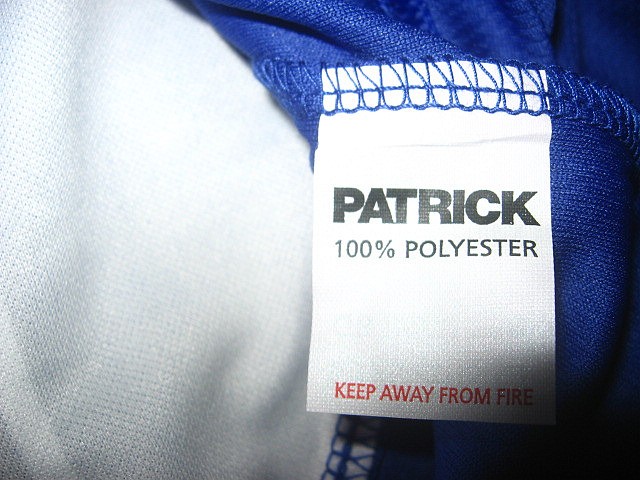 PATRICK
100% POLYESTER
KEEP AWAY FROM FIRE